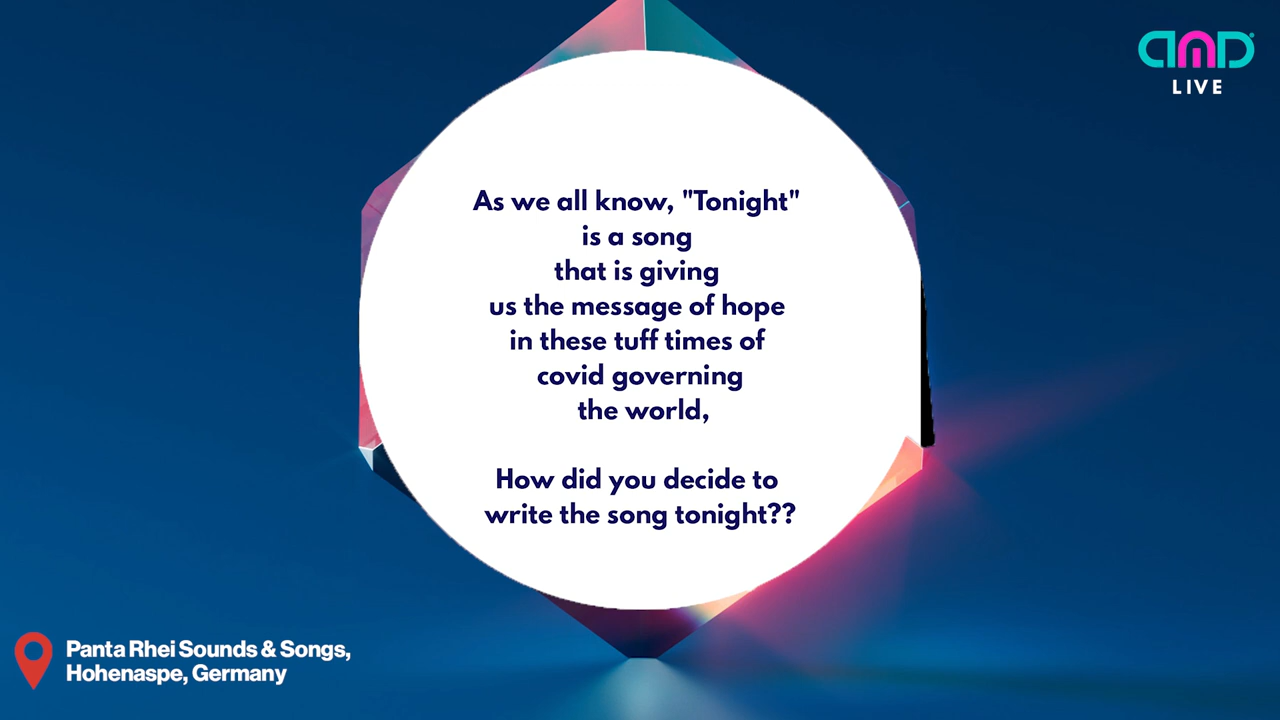 LIVE
As we all know, "Tonight"
is a song
that is giving
us the message of hope
in these tuff times of
covid governing
the world,
How did you decide to
write the song tonight??
Panta Rhei Sounds & Songs,
Hohenaspe, Germany